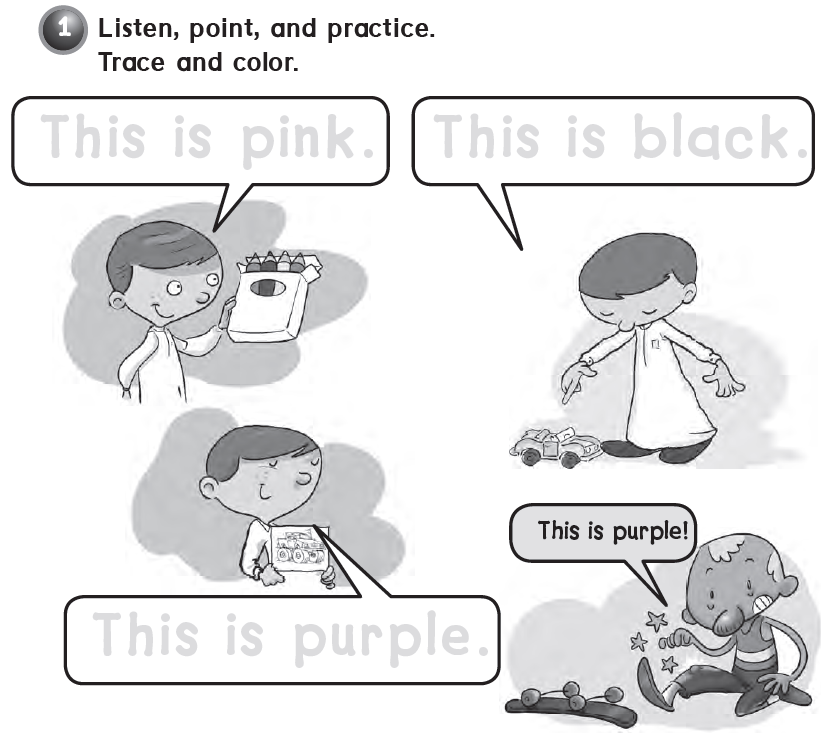 1 Listen, point, and practice.
Trace and color.
This is pink.
This is black.
This is purple!
This is purple.